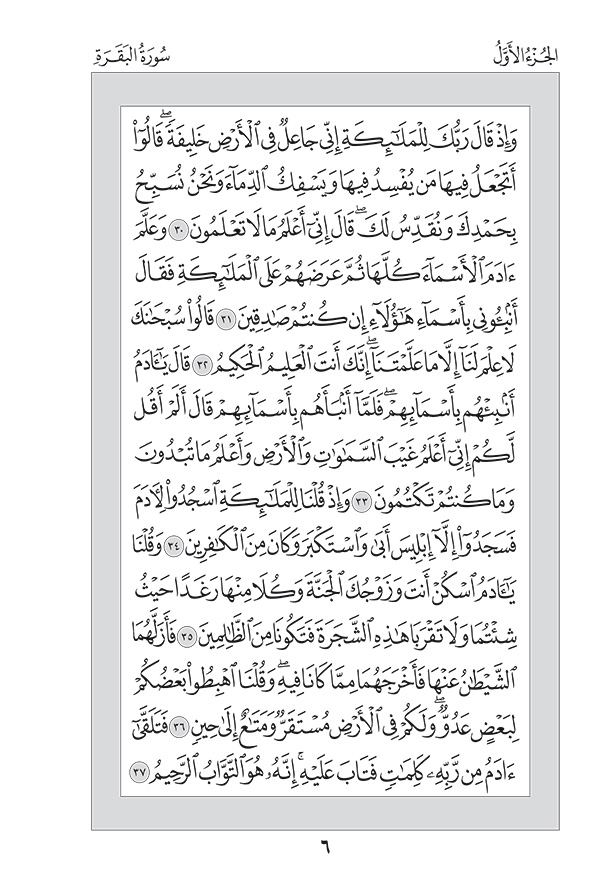 الجُزْءُ الأَوَّلُ
سُورَةُ البَقَرَةِ
وَإِذْ قَالَ رَبُّكَ لِلْمَلَـٰٓئِكَةِ إِنِّي جَاعِلٌ فِي ٱلْأَرْضِ خَلِيفَةًۖ قَالُوٓا۟
أَتَجْعَلُ فِيهَا مَن يُفْسِدُ فِيهَا وَيَسْفِكُ ٱلدِّمَآءَ وَنَحْنُ نُسَبِّحُ
بِحَمْدِكَ وَنُقَدِّسُ لَكَۖ قَالَ إِنِّيٓ أَعْلَمُ مَا لَا تَعْلَمُونَ ٣٠ وَعَلَّمَ
ءَادَمَ ٱلْأَسْمَآءَ كُلَّهَا ثُمَّ عَرَضَهُمْ عَلَى ٱلْمَلَـٰٓئِكَةِ فَقَالَ
أَنۢبِـُٔونِي بِأَسْمَآءِ هَـٰٓؤُلَآءِ إِن كُنتُمْ صَـٰدِقِينَ ٣١ قَالُوا۟ سُبْحَـٰنَكَ
لَا عِلْمَ لَنَآ إِلَّا مَا عَلَّمْتَنَآۖ إِنَّكَ أَنتَ ٱلْعَلِيمُ ٱلْحَكِيمُ ٣٢ قَالَ يَـٰٓـَٔادَمُ
أَنۢبِئْهُم بِأَسْمَآئِهِمْۖ فَلَمَّآ أَنۢبَأَهُم بِأَسْمَآئِهِمْ قَالَ أَلَمْ أَقُل
لَّكُمْ إِنِّيٓ أَعْلَمُ غَيْبَ ٱلسَّمَـٰوَٰتِ وَٱلْأَرْضِ وَأَعْلَمُ مَا تُبْدُونَ
وَمَا كُنتُمْ تَكْتُمُونَ ٣٣ وَإِذْ قُلْنَا لِلْمَلَـٰٓئِكَةِ ٱسْجُدُوا۟ لِـَٔادَمَ
فَسَجَدُوٓا۟ إِلَّآ إِبْلِيسَ أَبَىٰ وَٱسْتَكْبَرَ وَكَانَ مِنَ ٱلْكَـٰفِرِينَ ٣٤ وَقُلْنَا
يَـٰٓـَٔادَمُ ٱسْكُنْ أَنتَ وَزَوْجُكَ ٱلْجَنَّةَ وَكُلَا مِنْهَا رَغَدًا حَيْثُ
شِئْتُمَا وَلَا تَقْرَبَا هَـٰذِهِ ٱلشَّجَرَةَ فَتَكُونَا مِنَ ٱلظَّـٰلِمِينَ ٣٥ فَأَزَلَّهُمَا
ٱلشَّيْطَـٰنُ عَنْهَا فَأَخْرَجَهُمَا مِمَّا كَانَا فِيهِۖ وَقُلْنَا ٱهْبِطُوا۟ بَعْضُكُمْ
لِبَعْضٍ عَدُوٌّۖ وَلَكُمْ فِي ٱلْأَرْضِ مُسْتَقَرٌّ وَمَتَـٰعٌ إِلَىٰ حِينٍ ٣٦ فَتَلَقَّىٰٓ
ءَادَمُ مِن رَّبِّهِۦ كَلِمَـٰتٍ فَتَابَ عَلَيْهِۚ إِنَّهُۥ هُوَ ٱلتَّوَّابُ ٱلرَّحِيمُ ٣٧
٦